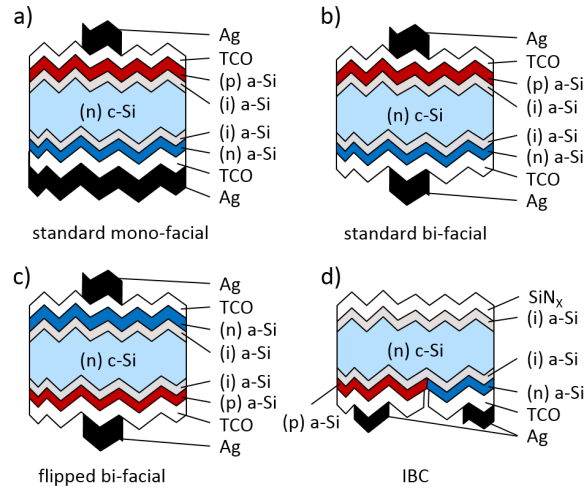 a)
Ag
TCO
(p) a-Si
(i) a-Si
(n) c-Si
(i) a-Si
(n) a-Si
TCO
Ag
standard mono-facial
b)
Ag
TCO
(p) a-Si
(i) a-Si
(n) c-Si
(i) a-Si
(n) a-Si
TCO
Ag
standard bi-facial
c)
Ag
TCO
(n) a-Si
(i) a-Si
(n) c-Si
(i) a-Si
(p) a-Si
TCO
Ag
flipped bi-facial
d)
SiNX
(i) a-Si
(n) c-Si
(i) a-Si
(n) a-Si
TCO
(p) a-Si
Ag
IBC